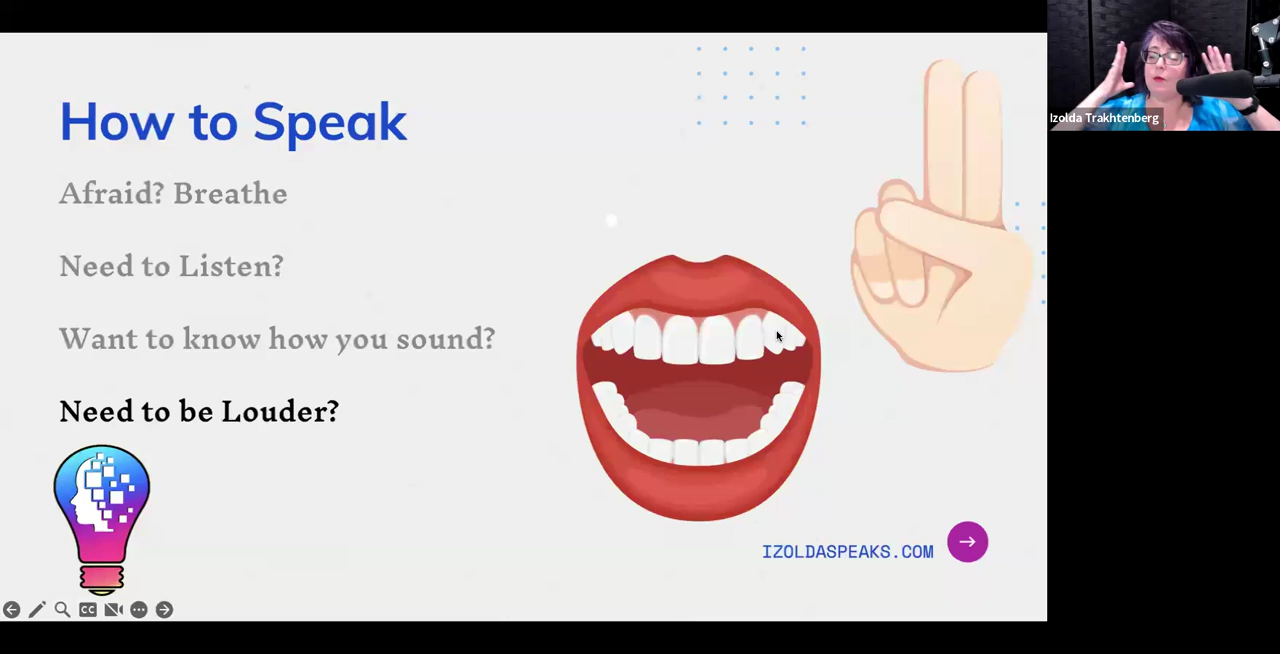 How to Speak
Afraid? Breathe
Need to Listen?
Want to know how you sound?
Need to be Louder?
IZOLDASPEAKS.COM
CC
Izolda Trakhtenberg